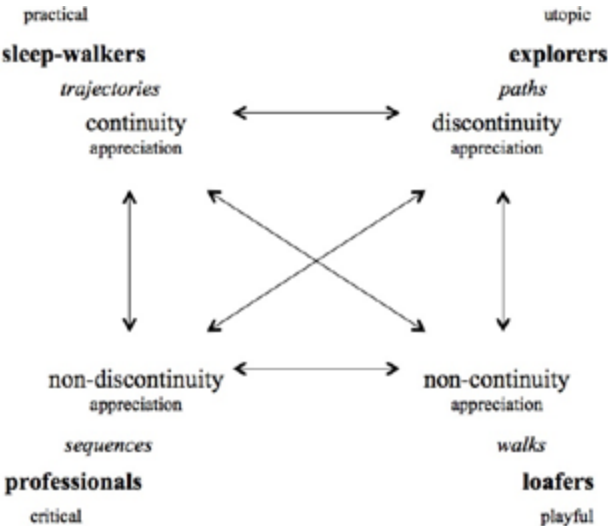 practical
utopic
sleep-walkers
explorers
trajectories
paths
continuity
discontinuity
appreciation
appreciation
non-discontinuity
non-continuity
appreciation
appreciation
sequences
walks
professionals
loafers
critical
playful